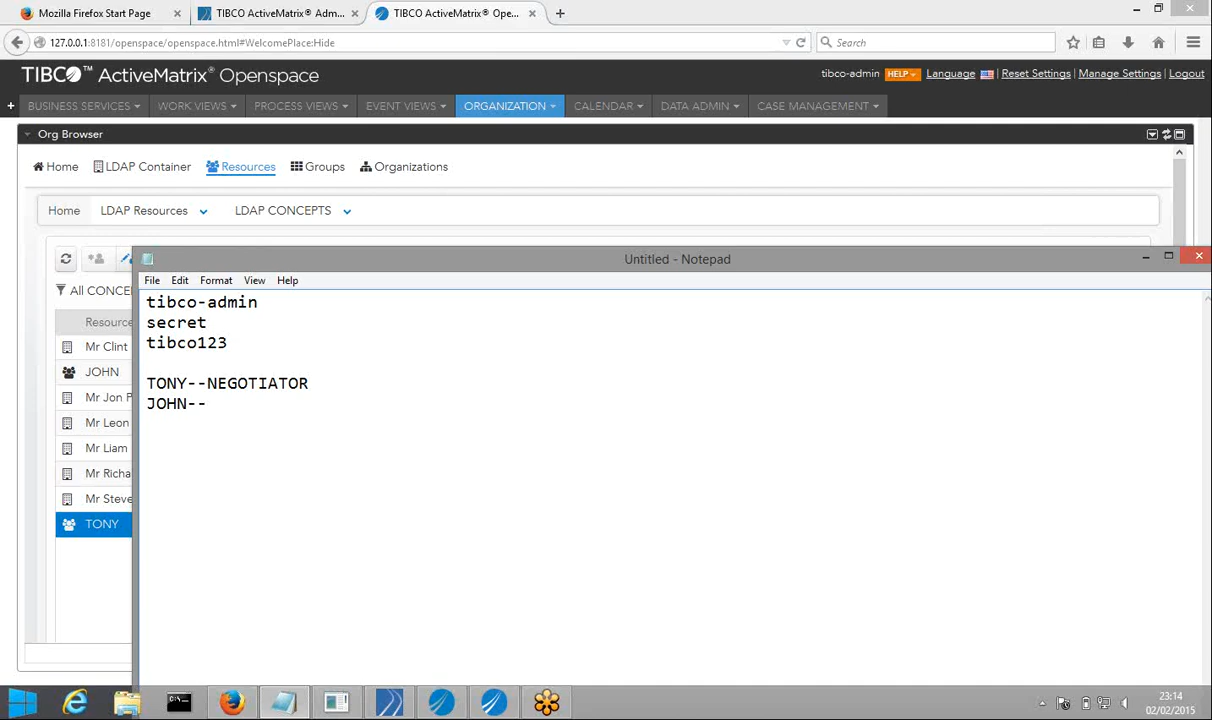 Mozilla Firefox Start Page
TIBCO ActiveMatrix® Adm...
TIBCO ActiveMatrix® Ope...
127.0.0.1:8181/openspace/openspace.html#WelcomePlace:Hide
Search
TIBCO™ ActiveMatrix® Openspace
tibco-admin HELP Language Reset Settings | Manage Settings | Logout
BUSINESS SERVICES WORK VIEWS PROCESS VIEWS EVENT VIEWS ORGANIZATION CALENDAR DATA ADMIN CASE MANAGEMENT
Org Browser
Home LDAP Container Resources Groups Organizations
Home LDAP Resources LDAP CONCEPTS
Untitled - Notepad
File Edit Format View Help
All CONCE
Resource
Mr Clint
JOHN
Mr Jon P
Mr Leon
Mr Liam
Mr Richa
Mr Steve
TONY
tibco-admin
secret
tibco123
TONY--NEGOTIATOR
JOHN--
23:14
02/02/2015